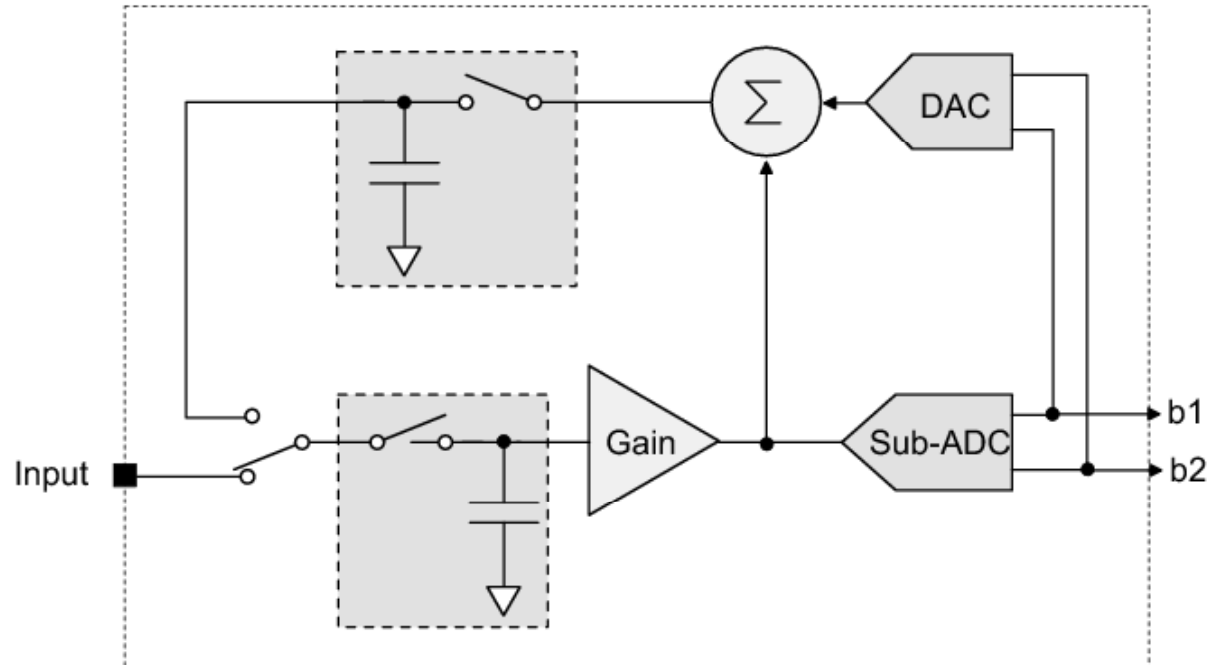 Σ
DAC
Gain
Sub-ADC
b1
Input
b2